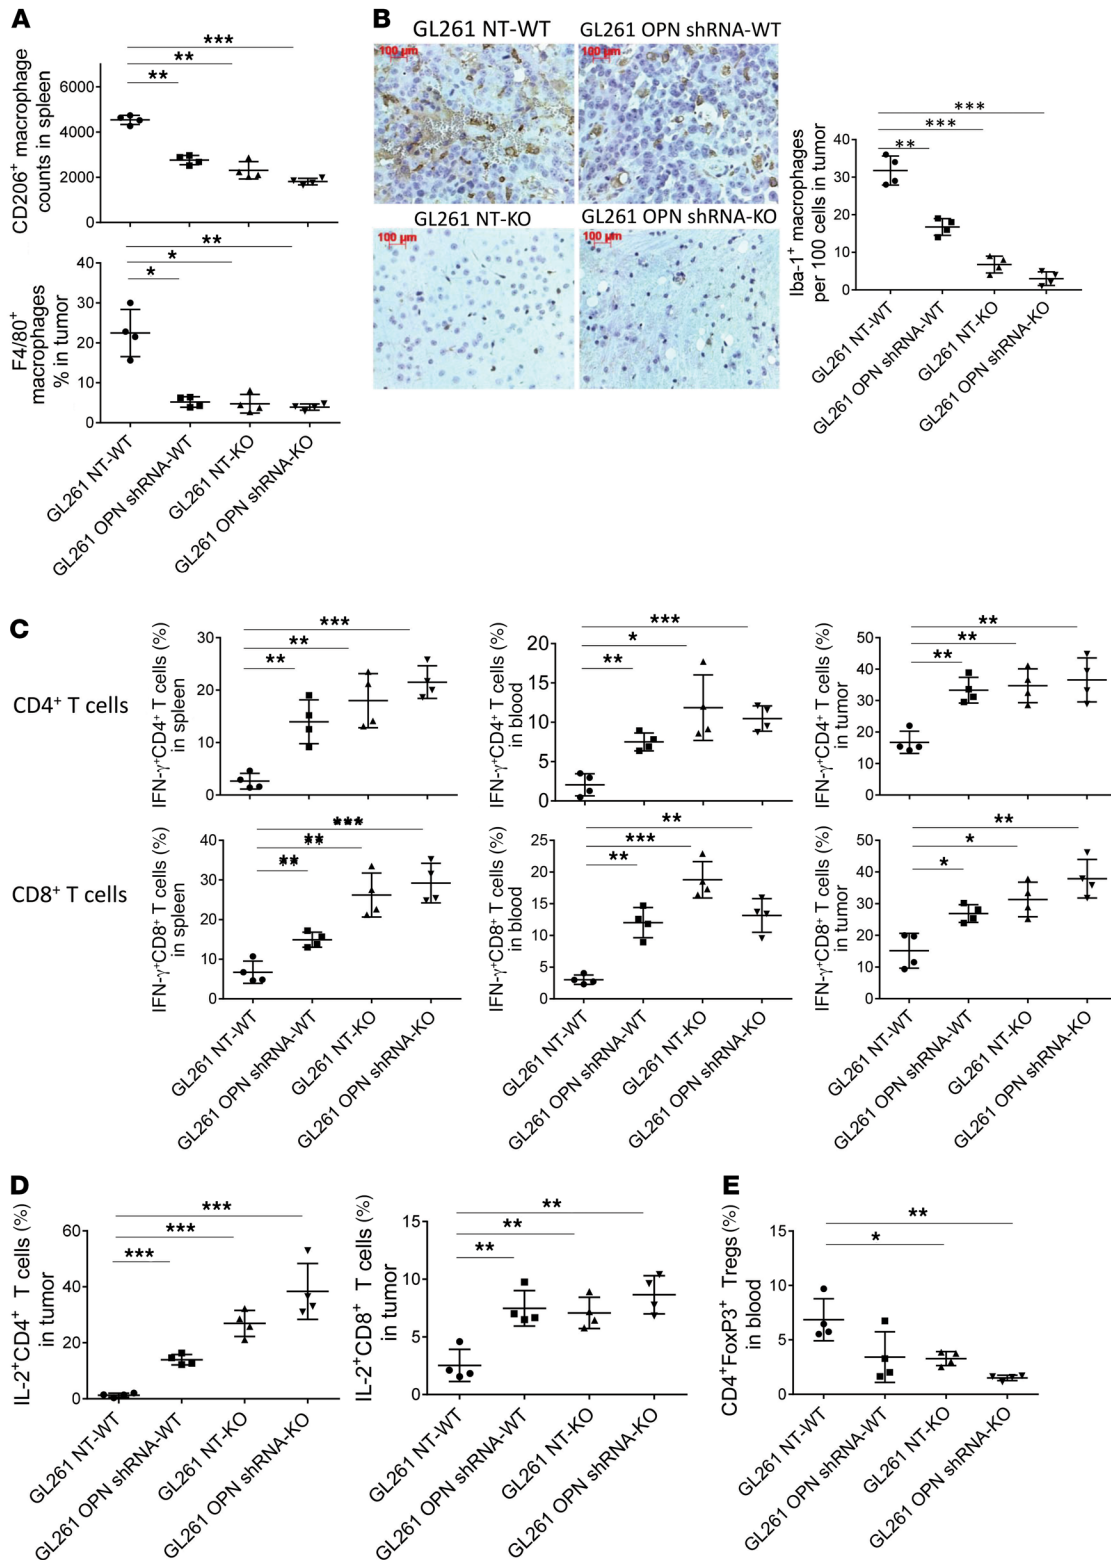 A
***
**
**
CD206⁺ macrophage
counts in spleen
6000
4000
2000
0
**
*
*
F4/80⁺
macrophages
% in tumor
40
30
20
10
0
GL261 NT-WT
GL261 OPN shRNA-WT
GL261 NT-KO
GL261 OPN shRNA-KO
B
GL261 NT-WT
GL261 OPN shRNA-WT
100 µm
100 µm
GL261 NT-KO
GL261 OPN shRNA-KO
100 µm
100 µm
***
***
**
Iba-1⁺ macrophages
per 100 cells in tumor
40
30
20
10
0
GL261 NT-WT
GL261 OPN shRNA-WT
GL261 NT-KO
GL261 OPN shRNA-KO
C
CD4⁺ T cells
***
**
**
IFN-γ⁺CD4⁺ T cells (%)
in spleen
30
20
10
0
***
*
**
IFN-γ⁺CD4⁺ T cells (%)
in blood
20
15
10
5
0
**
**
**
IFN-γ⁺CD4⁺ T cells (%)
in tumor
50
40
30
20
10
0
CD8⁺ T cells
***
**
**
IFN-γ⁺CD8⁺ T cells (%)
in spleen
40
30
20
10
0
GL261 NT-WT
GL261 OPN shRNA-WT
GL261 NT-KO
GL261 OPN shRNA-KO
**
***
**
IFN-γ⁺CD8⁺ T cells (%)
in blood
25
20
15
10
5
0
GL261 NT-WT
GL261 OPN shRNA-WT
GL261 NT-KO
GL261 OPN shRNA-KO
**
*
*
IFN-γ⁺CD8⁺ T cells (%)
in tumor
50
40
30
20
10
0
GL261 NT-WT
GL261 OPN shRNA-WT
GL261 NT-KO
GL261 OPN shRNA-KO
D
***
***
***
IL-2⁺CD4⁺ T cells (%)
in tumor
60
40
20
0
GL261 NT-WT
GL261 OPN shRNA-WT
GL261 NT-KO
GL261 OPN shRNA-KO
**
**
**
IL-2⁺CD8⁺ T cells (%)
in tumor
15
10
5
0
GL261 NT-WT
GL261 OPN shRNA-WT
GL261 NT-KO
GL261 OPN shRNA-KO
E
**
*
CD4⁺FoxP3⁺ Tregs (%)
in blood
15
10
5
0
GL261 NT-WT
GL261 OPN shRNA-WT
GL261 NT-KO
GL261 OPN shRNA-KO